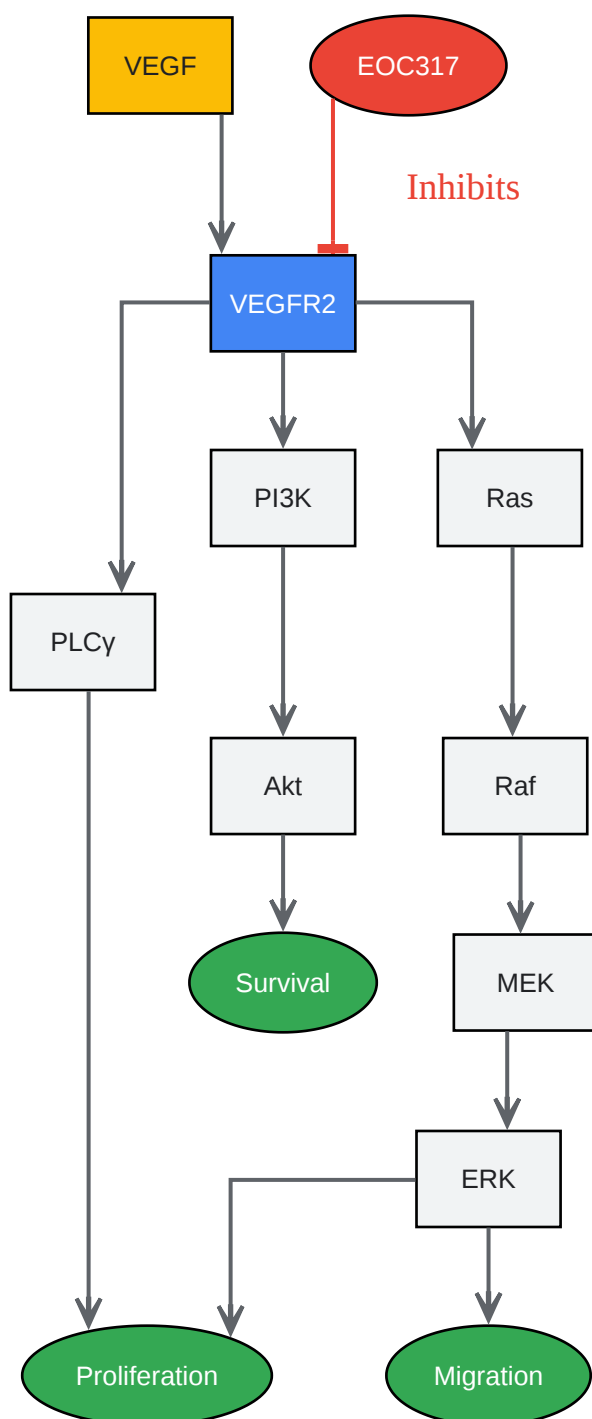 VEGF
EOC317
Inhibits
VEGFR2
PI3K
Ras
PLCγ
Akt
Raf
Survival
MEK
ERK
Proliferation
Migration